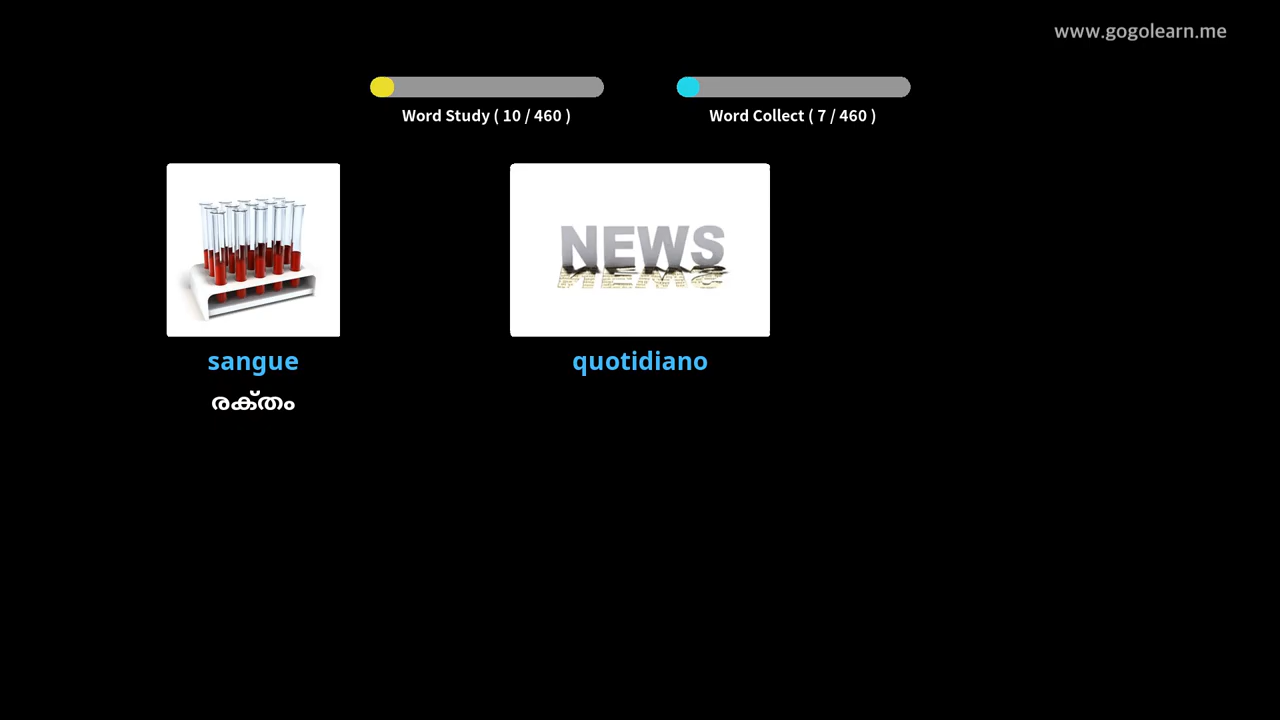 www.gogolearn.me
Word Study ( 10 / 460 )
Word Collect ( 7 / 460 )
NEWS
sangue
quotidiano
രക്തം